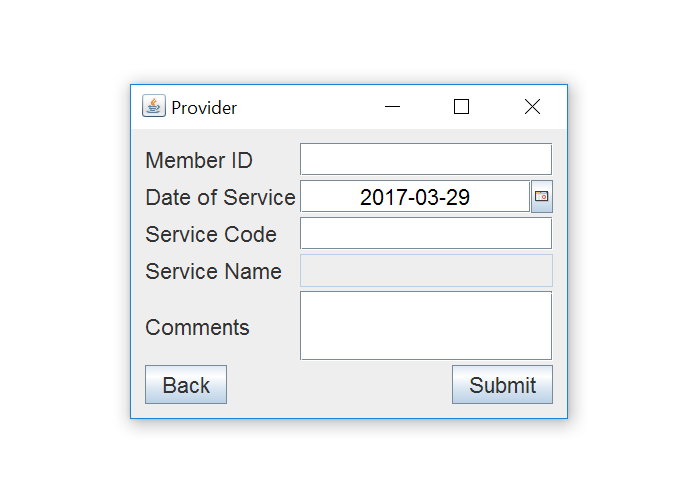 Provider
Member ID
Date of Service 2017-03-29
Service Code
Service Name
Comments
Back Submit